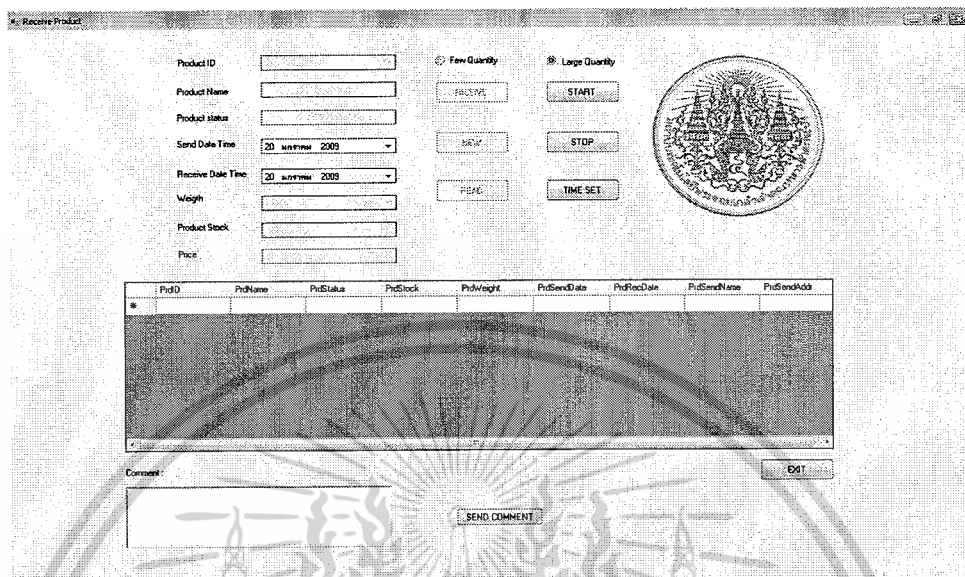 Receive Product
Product ID
Few Quantity
Large Quantity
Product Name
RECEIVE
START
Product status
Send Date Time
20 มกราคม 2009
NEW
STOP
Receive Date Time
20 มกราคม 2009
READ
TIME SET
Weigth
Product Stock
Price
PrdID PrdName PrdStatus PrdStock PrdWeight PrdSendData PrdRecDate PrdSendName PrdSendAddr
Comment :
EXIT
SEND COMMENT